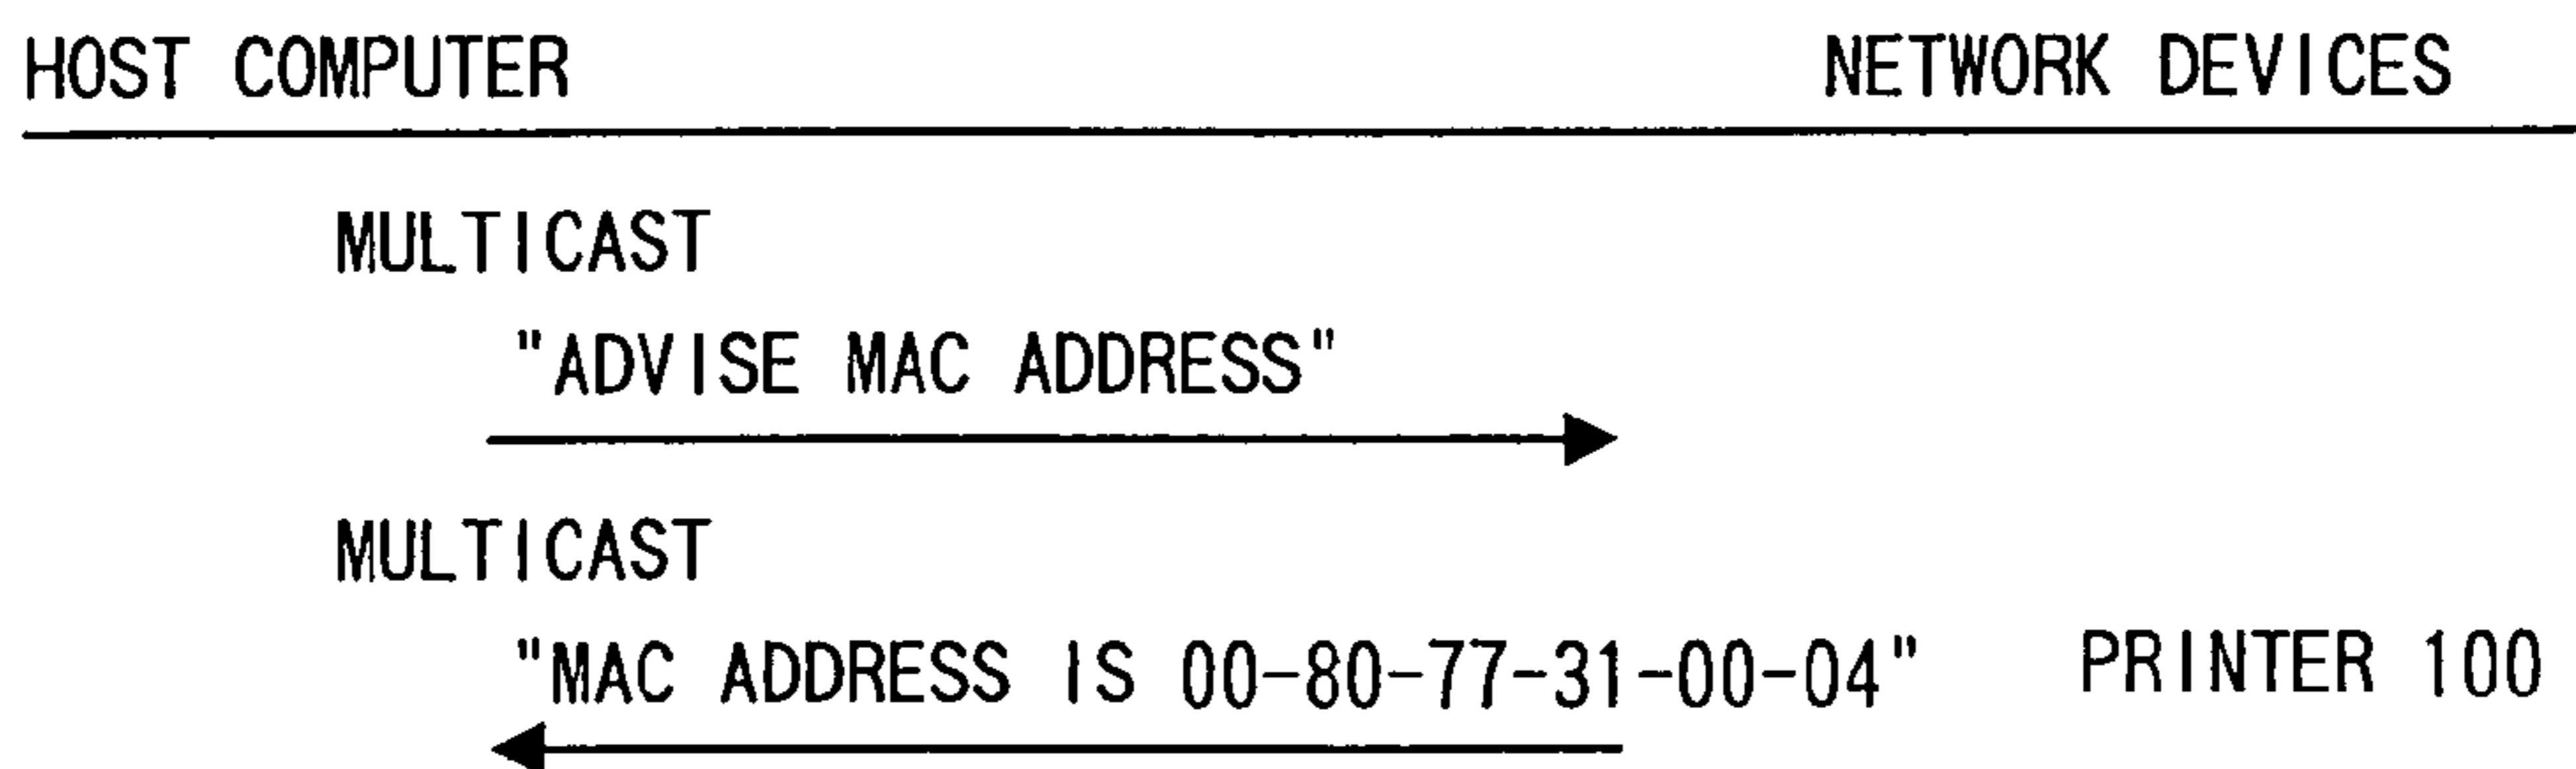 HOST COMPUTER NETWORK DEVICES
MULTICAST
"ADVISE MAC ADDRESS"
MULTICAST
"MAC ADDRESS IS 00-80-77-31-00-04" PRINTER 100